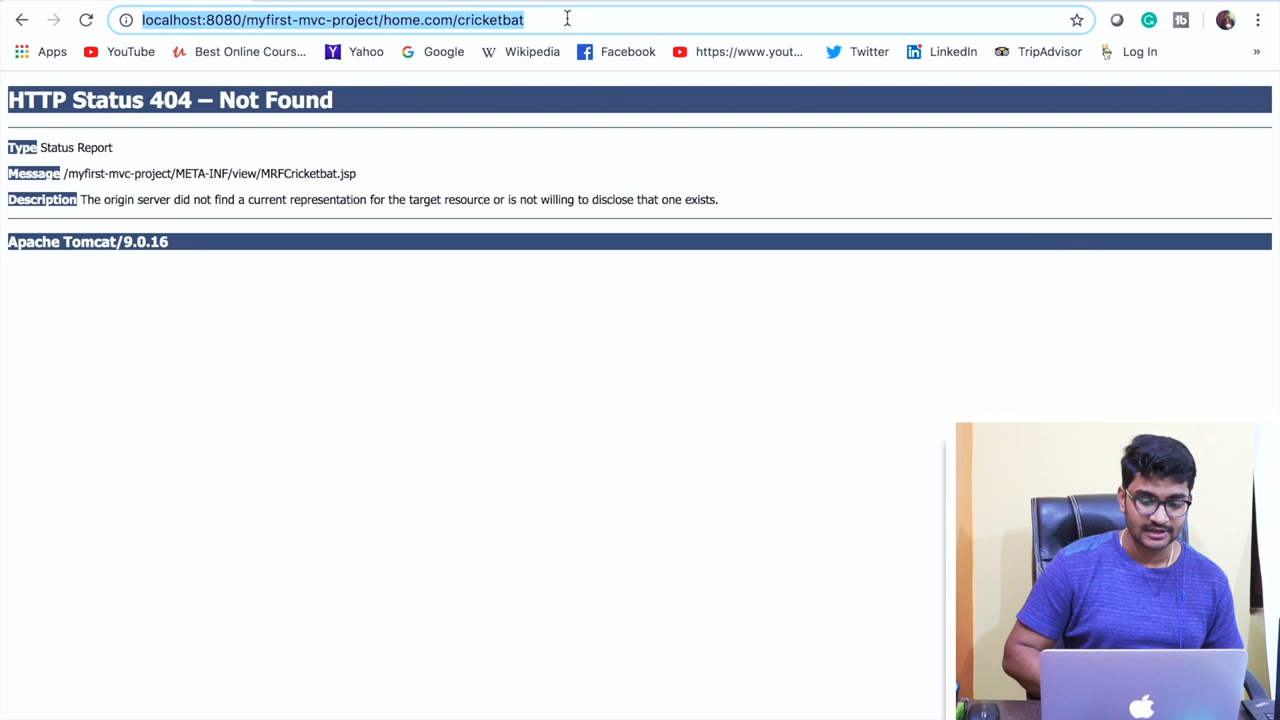 localhost:8080/myfirst-mvc-project/home.com/cricketbat
Apps YouTube Best Online Cours... Yahoo Google Wikipedia Facebook https://www.yout... Twitter LinkedIn TripAdvisor Log In »
HTTP Status 404 – Not Found
Type Status Report
Message /myfirst-mvc-project/META-INF/view/MRFCricketbat.jsp
Description The origin server did not find a current representation for the target resource or is not willing to disclose that one exists.
Apache Tomcat/9.0.16